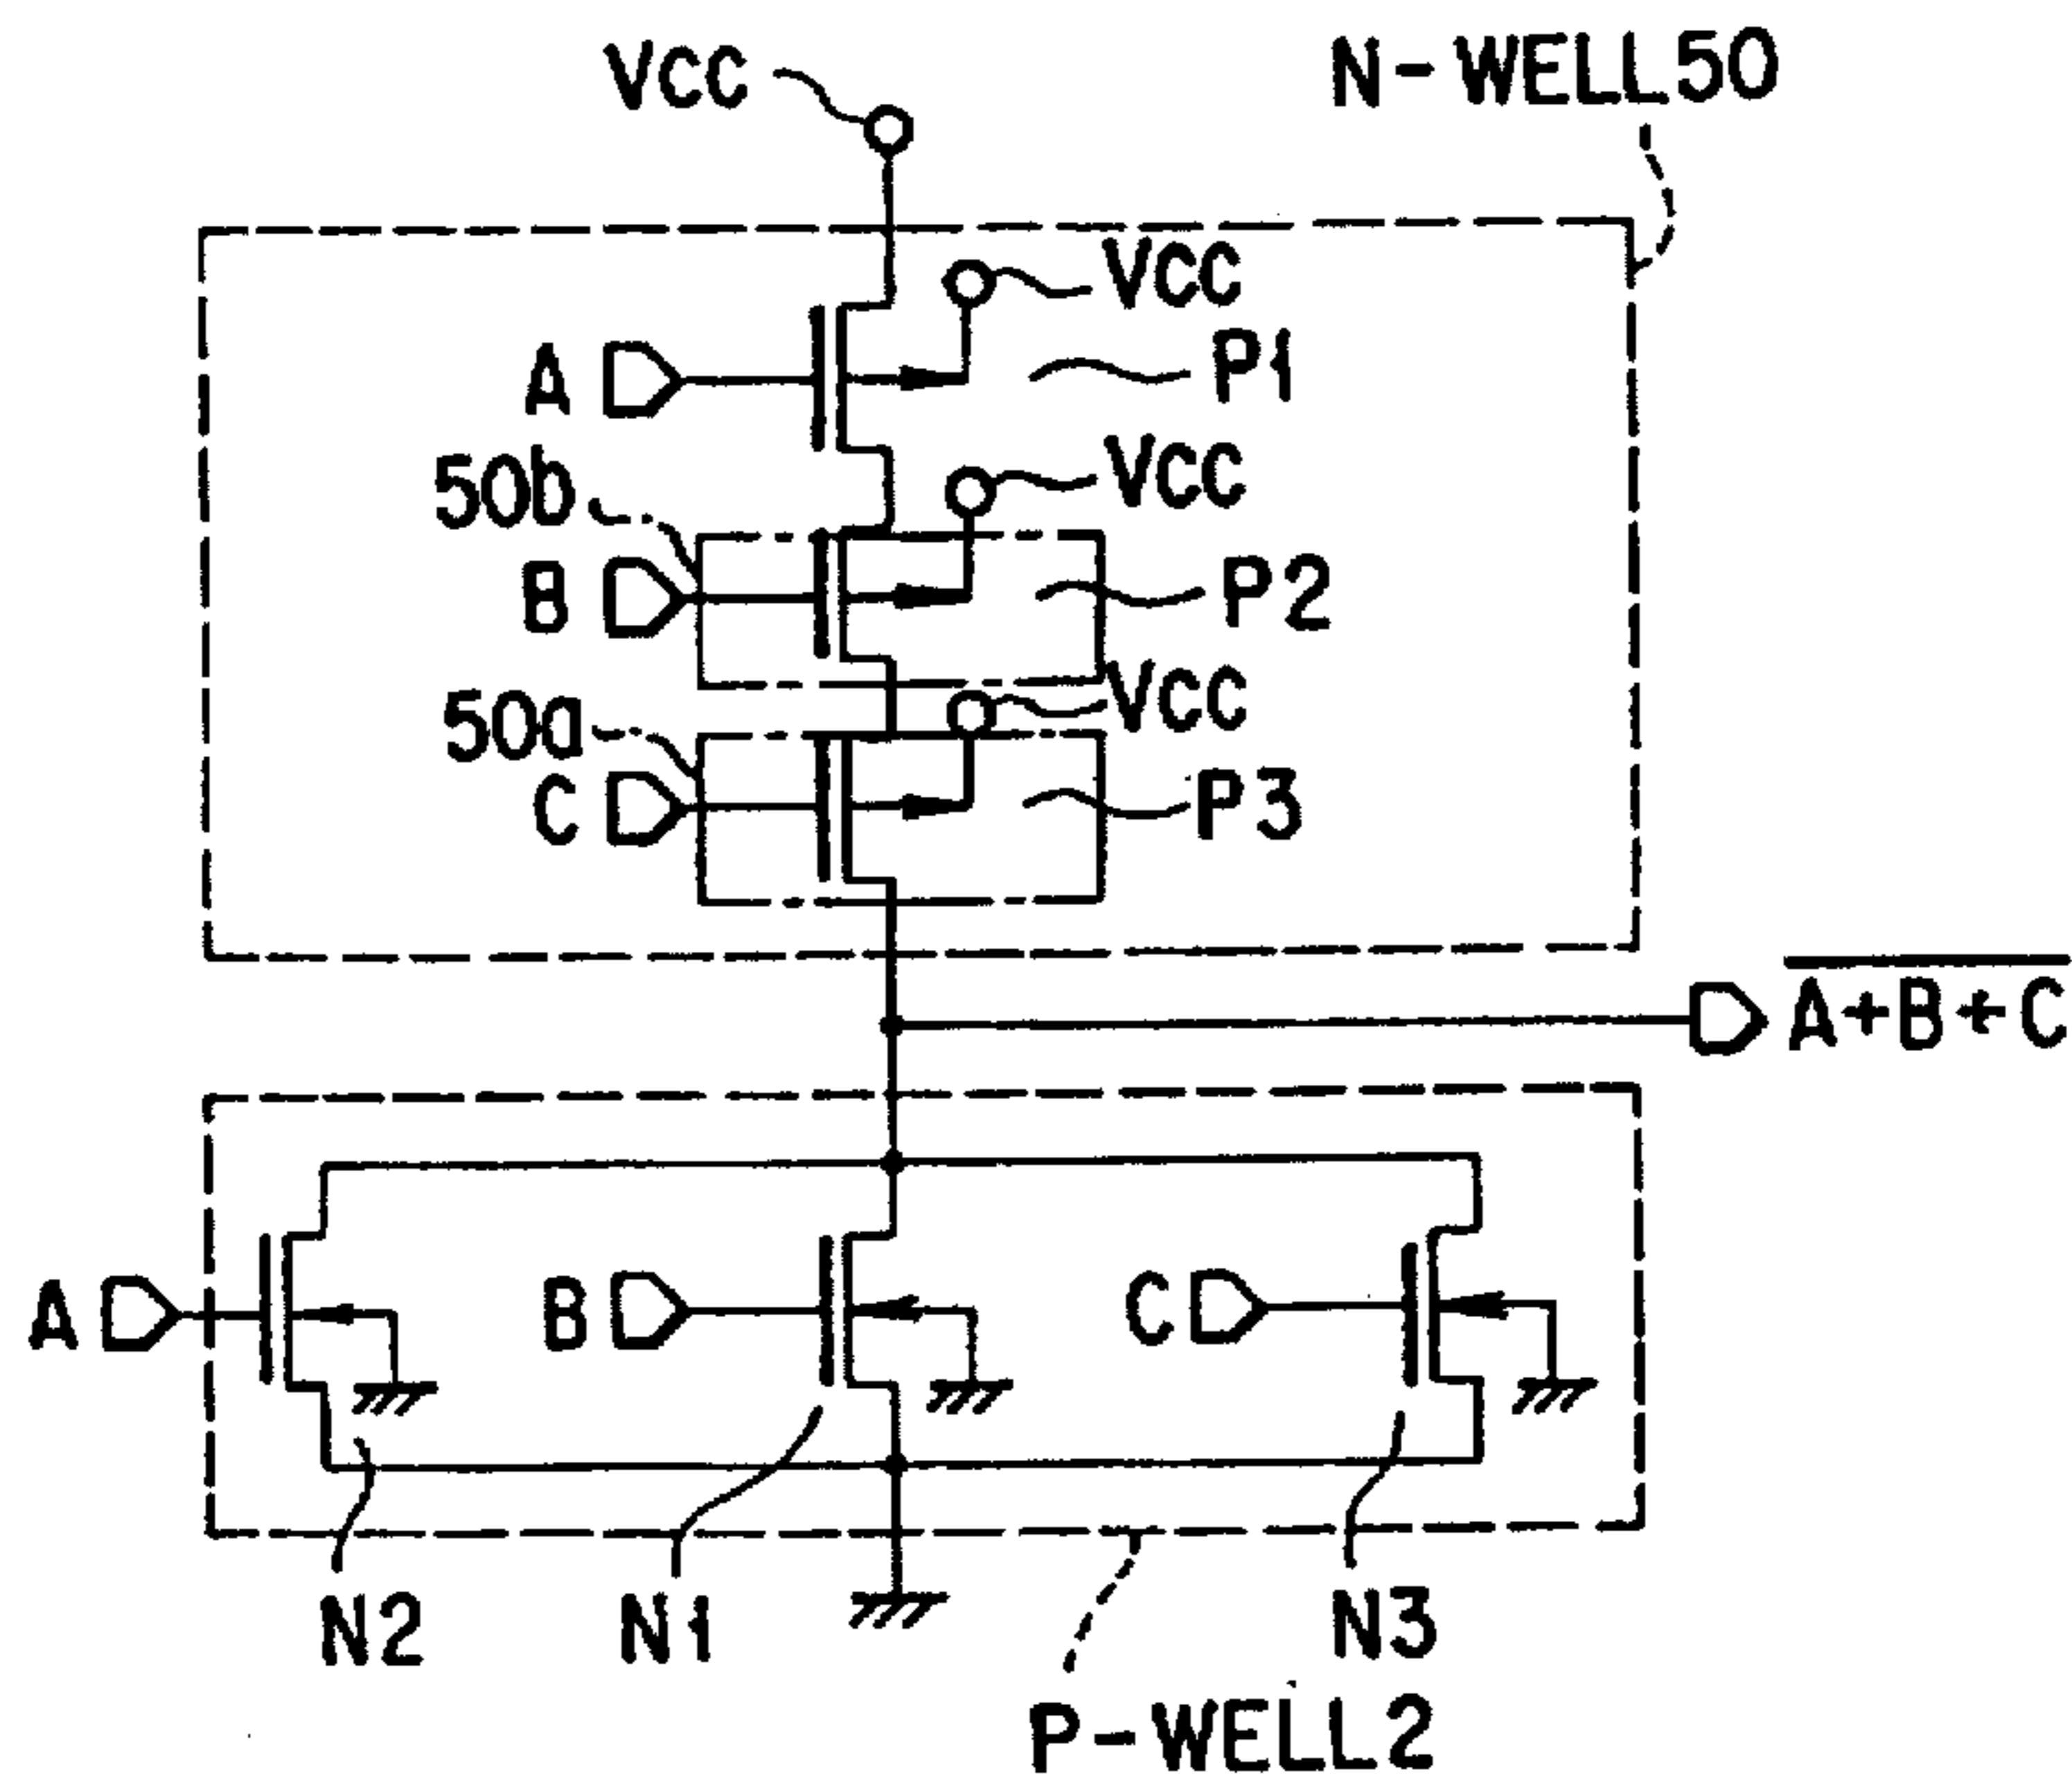 VCC
N-WELL50
VCC
A
P1
50b
VCC
B
P2
50a
VCC
C
P3
A+B+C
A
B
C
N2
N1
N3
P-WELL2